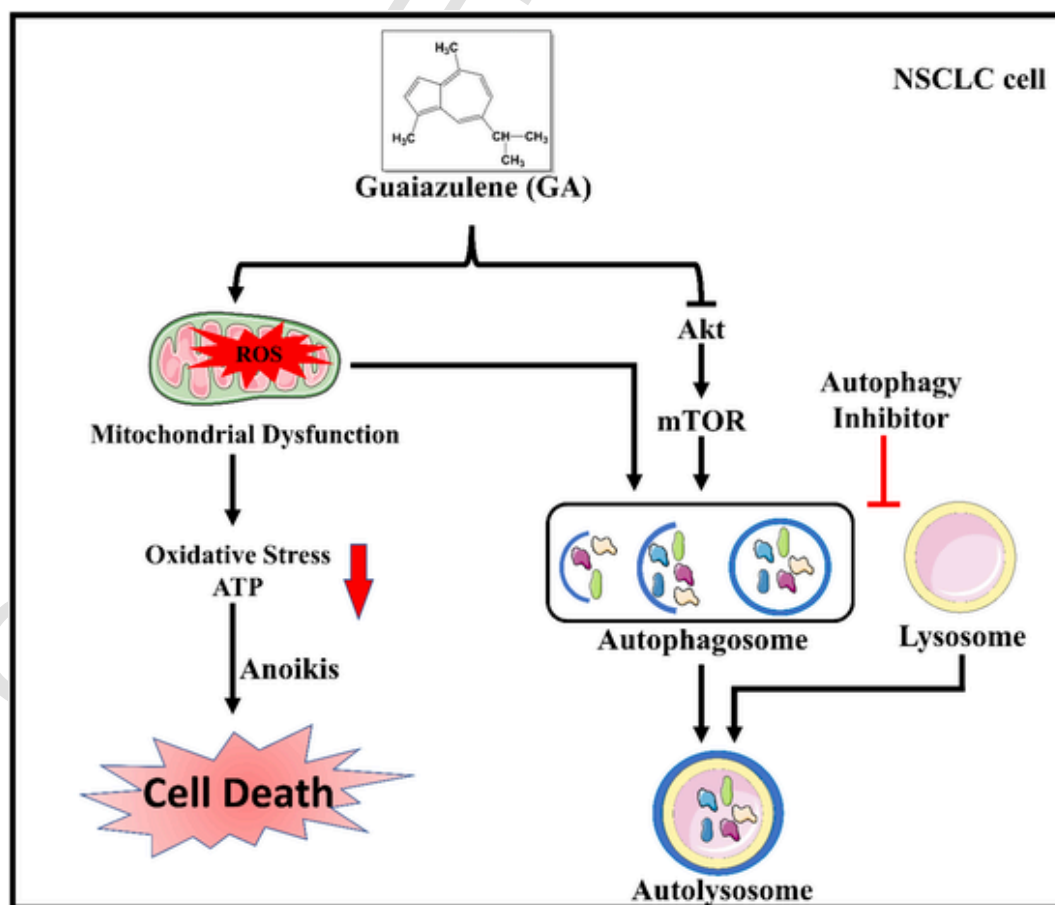 NSCLC cell
H₃C
H₃C
CH—CH₃
CH₃
Guaiazulene (GA)
ROS
Mitochondrial Dysfunction
Oxidative Stress
ATP
Anoikis
Cell Death
Akt
mTOR
Autophagy
Inhibitor
Autophagosome
Lysosome
Autolysosome